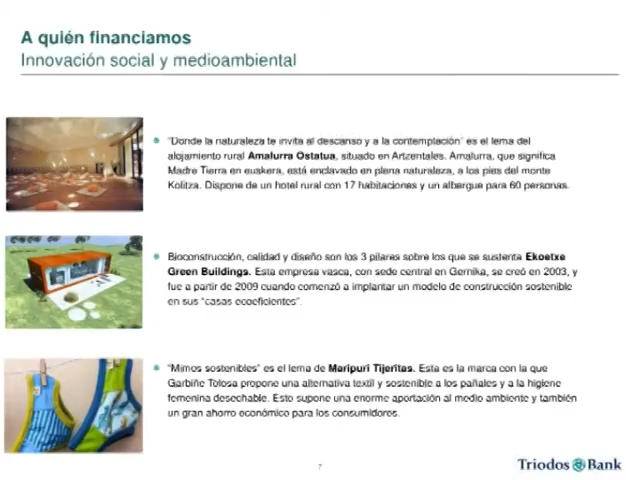 A quién financiamos
Innovación social y medioambiental
“Donde la naturaleza te invita al descanso y a la contemplación” es el lema del
alojamiento rural Amalurra Ostatua, situado en Artzentales. Amalurra, que significa
Madre Tierra en euskera, está enclavado en plena naturaleza, a los pies del monte
Kolitza. Dispone de un hotel rural con 17 habitaciones y un albergue para 60 personas.
Bioconstrucción, calidad y diseño son los 3 pilares sobre los que se sustenta Ekoetxe
Green Buildings. Esta empresa vasca, con sede central en Gernika, se creó en 2003, y
fue a partir de 2009 cuando comenzó a implantar un modelo de construcción sostenible
en sus “casas ecoeficientes”.
“Mimos sostenibles” es el lema de Maripuri Tijeritas. Esta es la marca con la que
Garbiñe Tolosa propone una alternativa textil y sostenible a los pañales y a la higiene
femenina desechable. Esto supone una enorme aportación al medio ambiente y también
un gran ahorro económico para los consumidores.
7
Triodos Bank